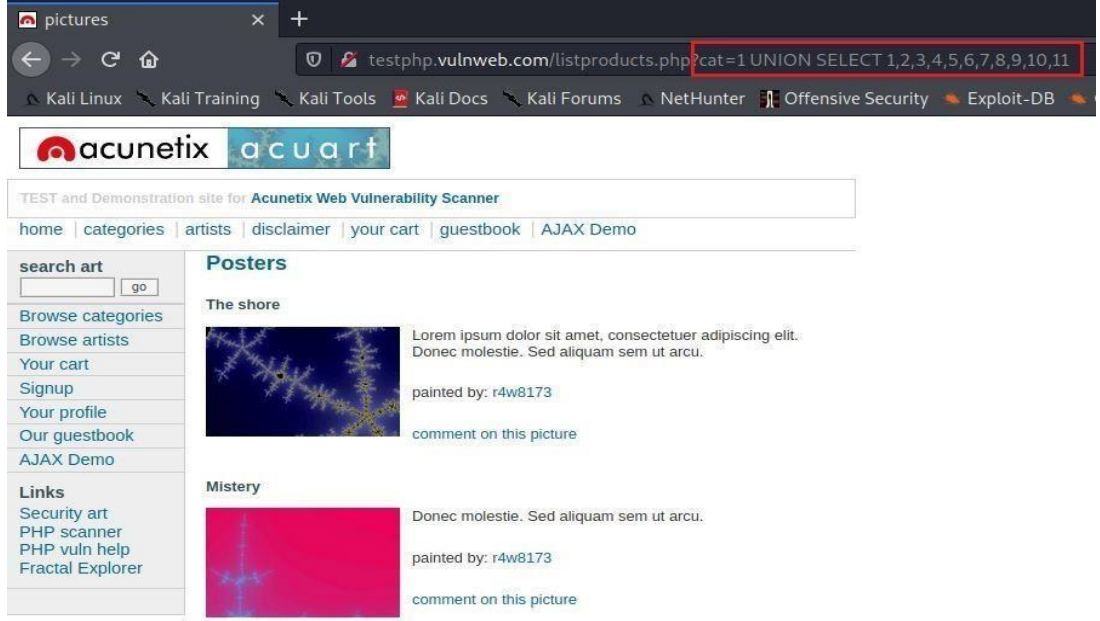 pictures
testphp.vulnweb.com/listproducts.php?cat=1 UNION SELECT 1,2,3,4,5,6,7,8,9,10,11
Kali Linux Kali Training Kali Tools Kali Docs Kali Forums NetHunter Offensive Security Exploit-DB
acunetix acuart
TEST and Demonstration site for Acunetix Web Vulnerability Scanner
home | categories | artists | disclaimer | your cart | guestbook | AJAX Demo
search art
go
Browse categories
Browse artists
Your cart
Signup
Your profile
Our guestbook
AJAX Demo
Links
Security art
PHP scanner
PHP vuln help
Fractal Explorer
Posters
The shore
Lorem ipsum dolor sit amet, consectetuer adipiscing elit.
Donec molestie. Sed aliquam sem ut arcu.
painted by: r4w8173
comment on this picture
Mistery
Donec molestie. Sed aliquam sem ut arcu.
painted by: r4w8173
comment on this picture